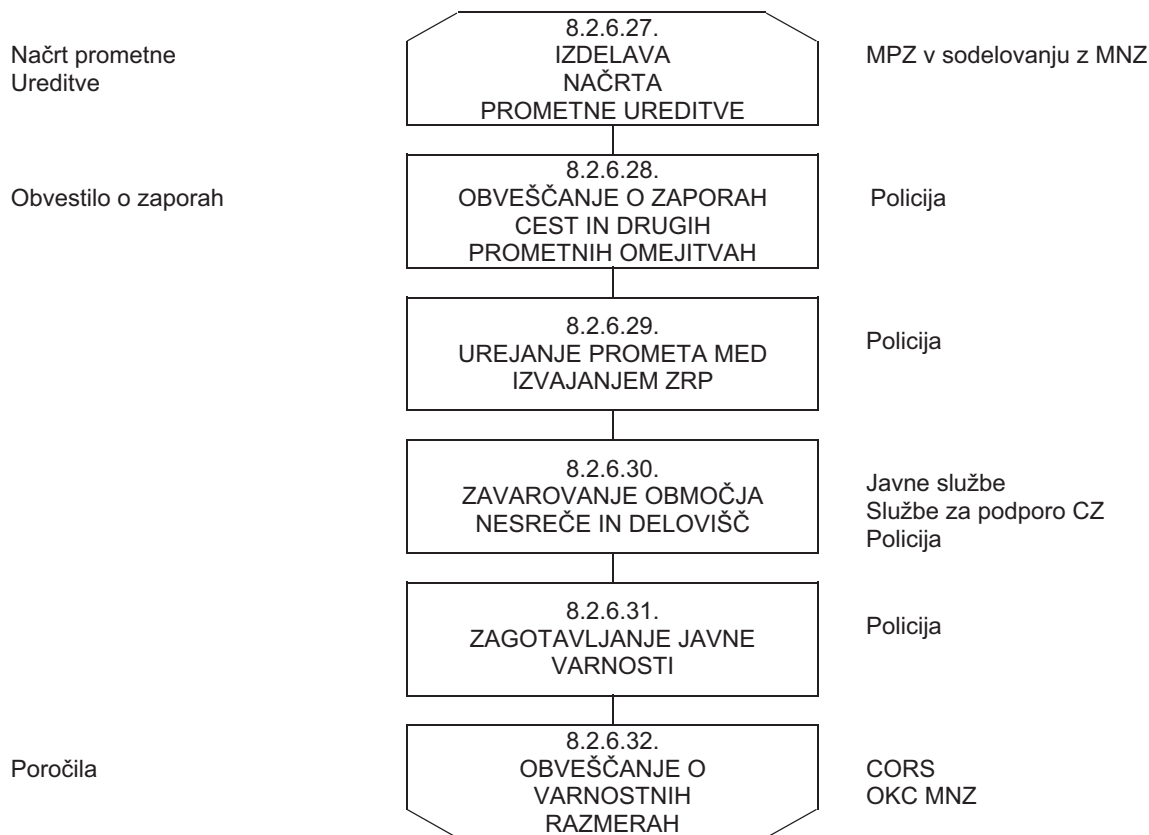 Načrt prometne
Ureditve
8.2.6.27.
IZDELAVA
NAČRTA
PROMETNE UREDITVE
MPZ v sodelovanju z MNZ
Obvestilo o zaporah
8.2.6.28.
OBVEŠČANJE O ZAPORAH
CEST IN DRUGIH
PROMETNIH OMEJITVAH
Policija
8.2.6.29.
UREJANJE PROMETA MED
IZVAJANJEM ZRP
Policija
8.2.6.30.
ZAVAROVANJE OBMOČJA
NESREČE IN DELOVIŠČ
Javne službe
Službe za podporo CZ
Policija
8.2.6.31.
ZAGOTAVLJANJE JAVNE
VARNOSTI
Policija
Poročila
8.2.6.32.
OBVEŠČANJE O
VARNOSTNIH
RAZMERAH
CORS
OKC MNZ